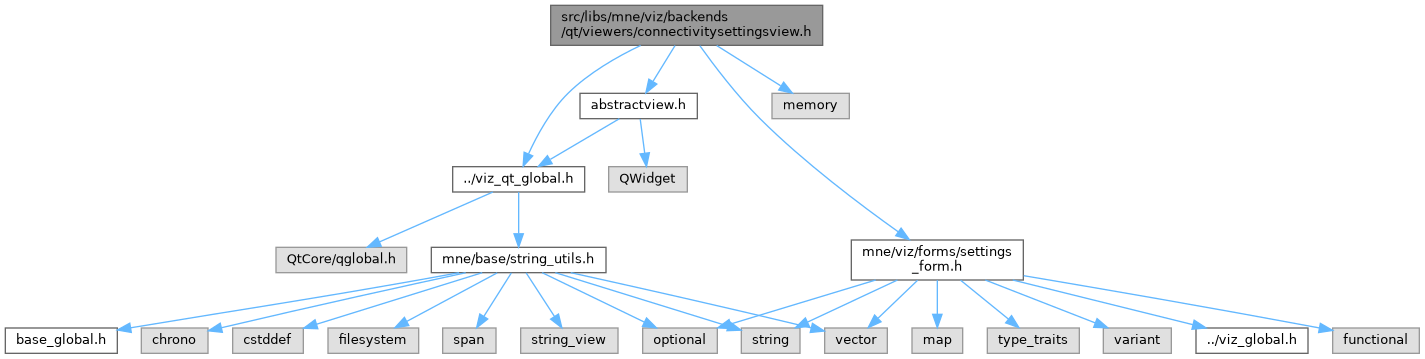 src/libs/mne/viz/backends
/qt/viewers/connectivitysettingsview.h
abstractview.h
memory
../viz_qt_global.h
QWidget
QtCore/qglobal.h
mne/base/string_utils.h
mne/viz/forms/settings
_form.h
base_global.h
chrono
cstddef
filesystem
span
string_view
optional
string
vector
map
type_traits
variant
../viz_global.h
functional